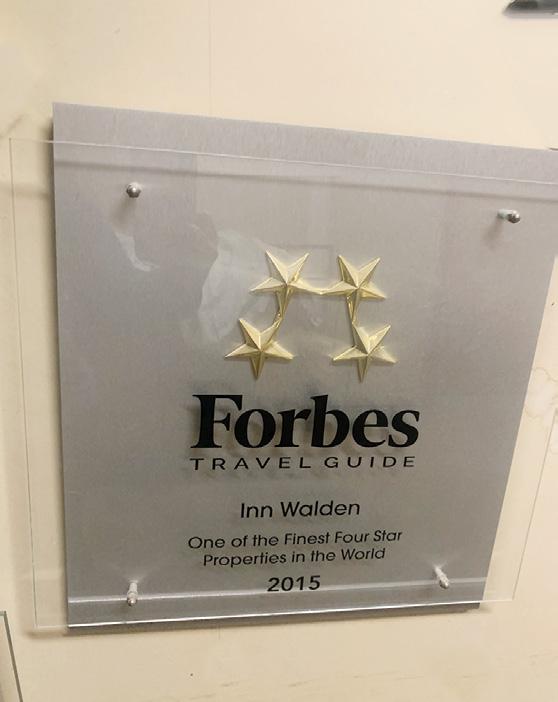 Forbes
TRAVEL GUIDE
Inn Walden
One of the Finest Four Star
Properties in the World
2015